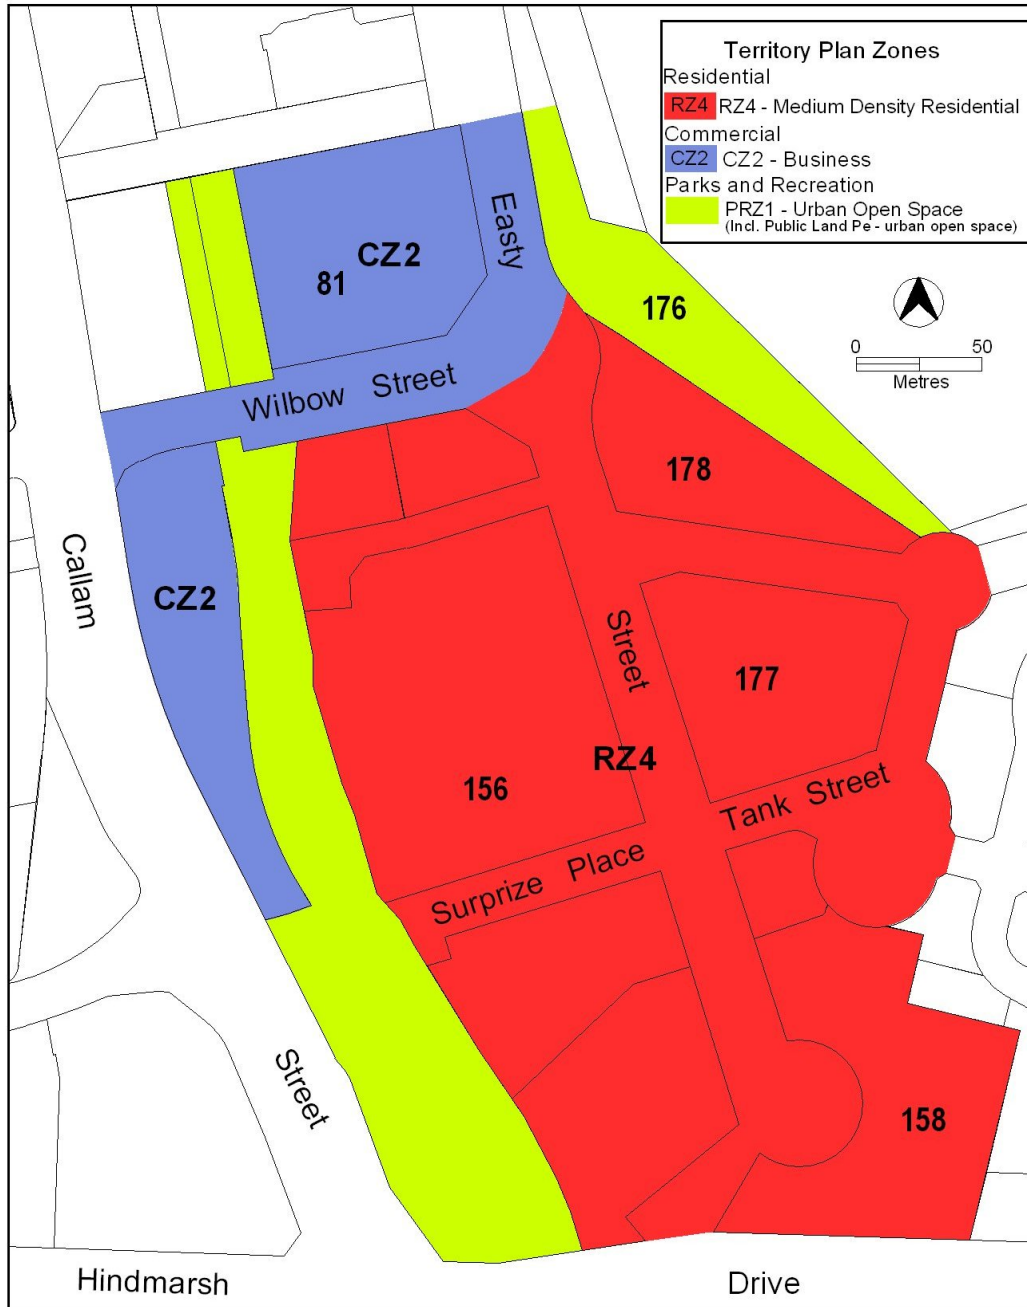 Territory Plan Zones
Residential
RZ4 RZ4 - Medium Density Residential
Commercial
CZ2 CZ2 - Business
Parks and Recreation
PRZ1 - Urban Open Space
(Incl. Public Land Pe - urban open space)
Easty
CZ2
81
176
0 50
Metres
Wilbow Street
178
Callam
CZ2
Street
177
RZ4
156
Tank Street
Surprize Place
Street
158
Hindmarsh Drive